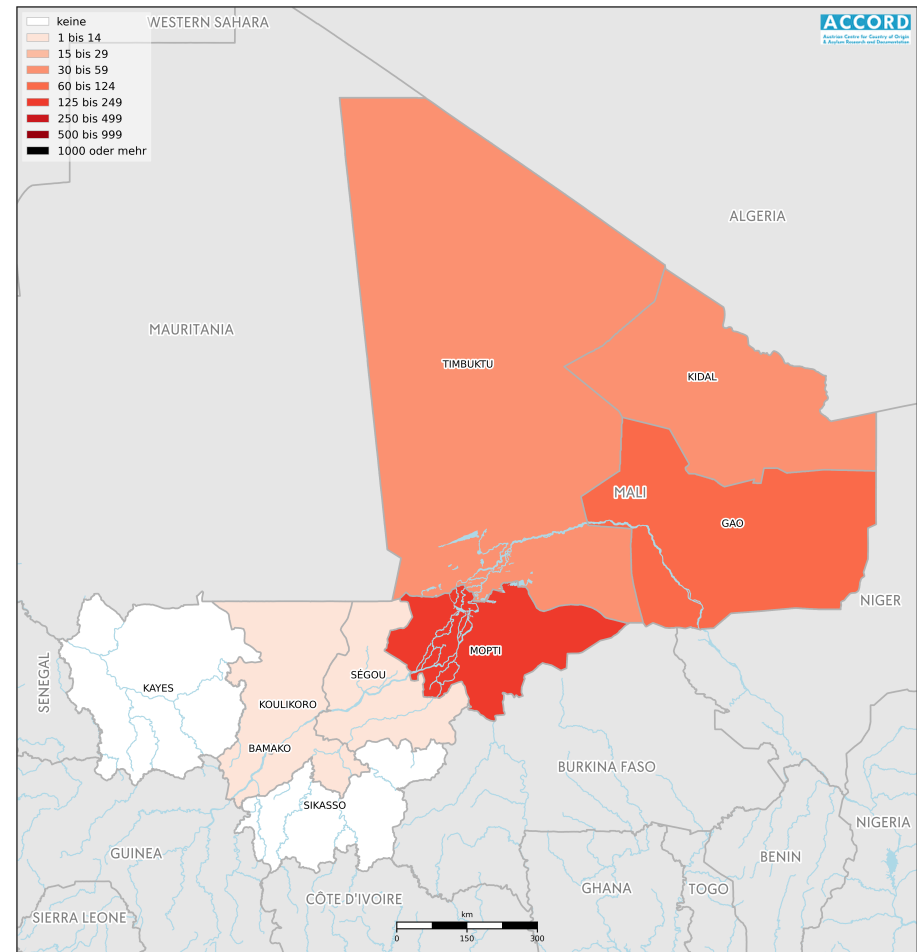 keine
1 bis 14
15 bis 29
30 bis 59
60 bis 124
125 bis 249
250 bis 499
500 bis 999
1000 oder mehr
WESTERN SAHARA
ACCORD
Austrian Centre for Country of Origin
& Asylum Research and Documentation
ALGERIA
MAURITANIA
TIMBUKTU
KIDAL
MALI
GAO
NIGER
MOPTI
SENEGAL
SÉGOU
KAYES
KOULIKORO
BAMAKO
BURKINA FASO
SIKASSO
NIGERIA
GUINEA
BENIN
GHANA
TOGO
CÔTE D'IVOIRE
SIERRA LEONE
km
0 150 300